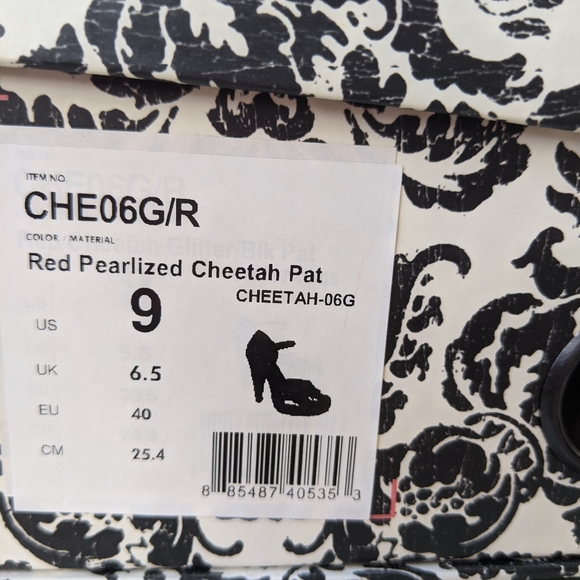 ITEM NO.
CHE06G/R
COLOR / MATERIAL
Red Pearlized Cheetah Pat
CHEETAH-06G
US 9
UK 6.5
EU 40
CM 25.4
8 85487 40535 3